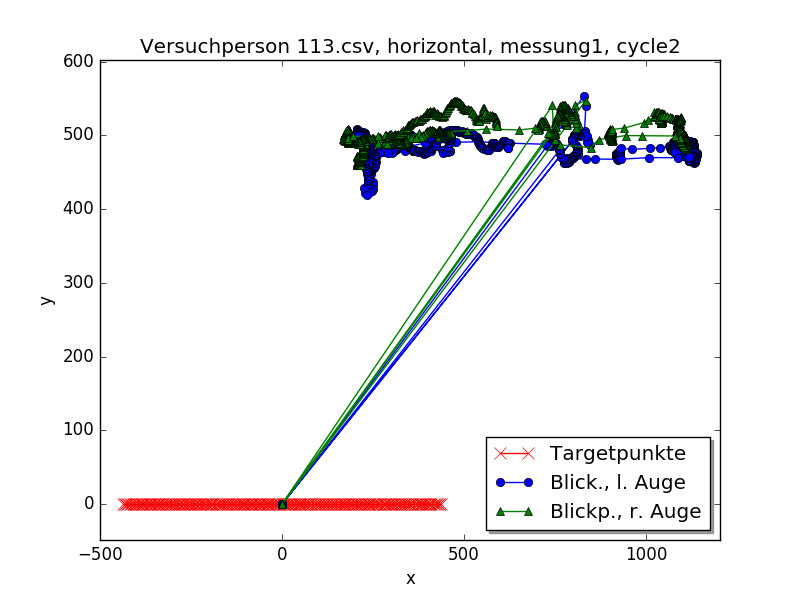 Versuchperson 113.csv, horizontal, messung1, cycle2
600
500
400
300
200
100
0
y
−500
0
500
1000
x
Targetpunkte
Blick., l. Auge
Blickp., r. Auge